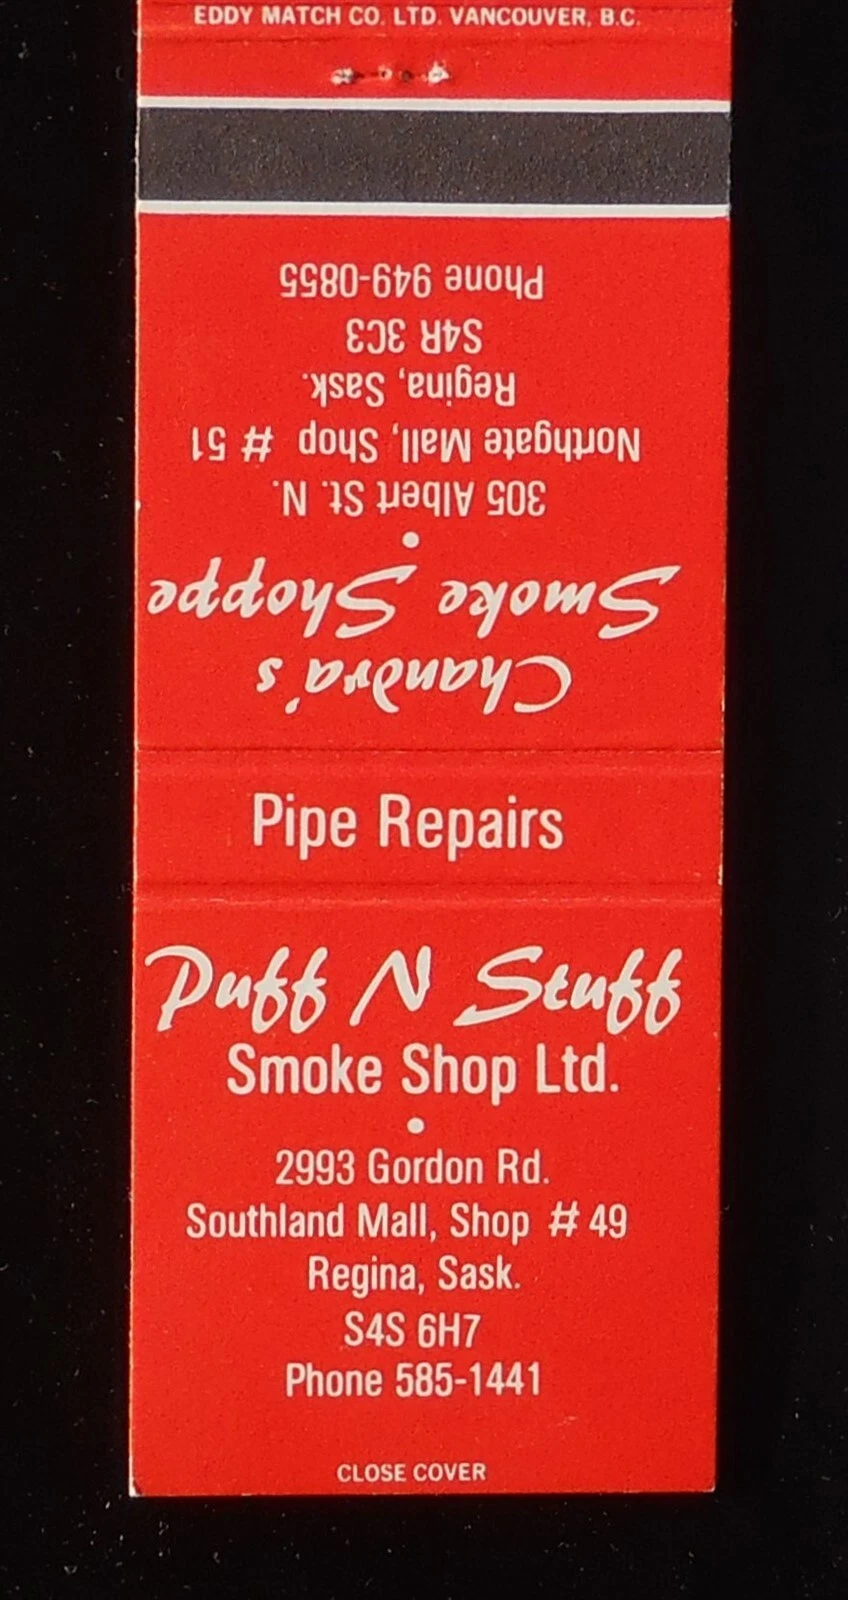 EDDY MATCH CO. LTD. VANCOUVER, B.C.
Chandra's
Smoke Shoppe
•
305 Albert St. N.
Northgate Mall, Shop # 51
Regina, Sask.
S4R 3C3
Phone 949-0855
Pipe Repairs
Puff N Stuff
Smoke Shop Ltd.
•
2993 Gordon Rd.
Southland Mall, Shop # 49
Regina, Sask.
S4S 6H7
Phone 585-1441
CLOSE COVER